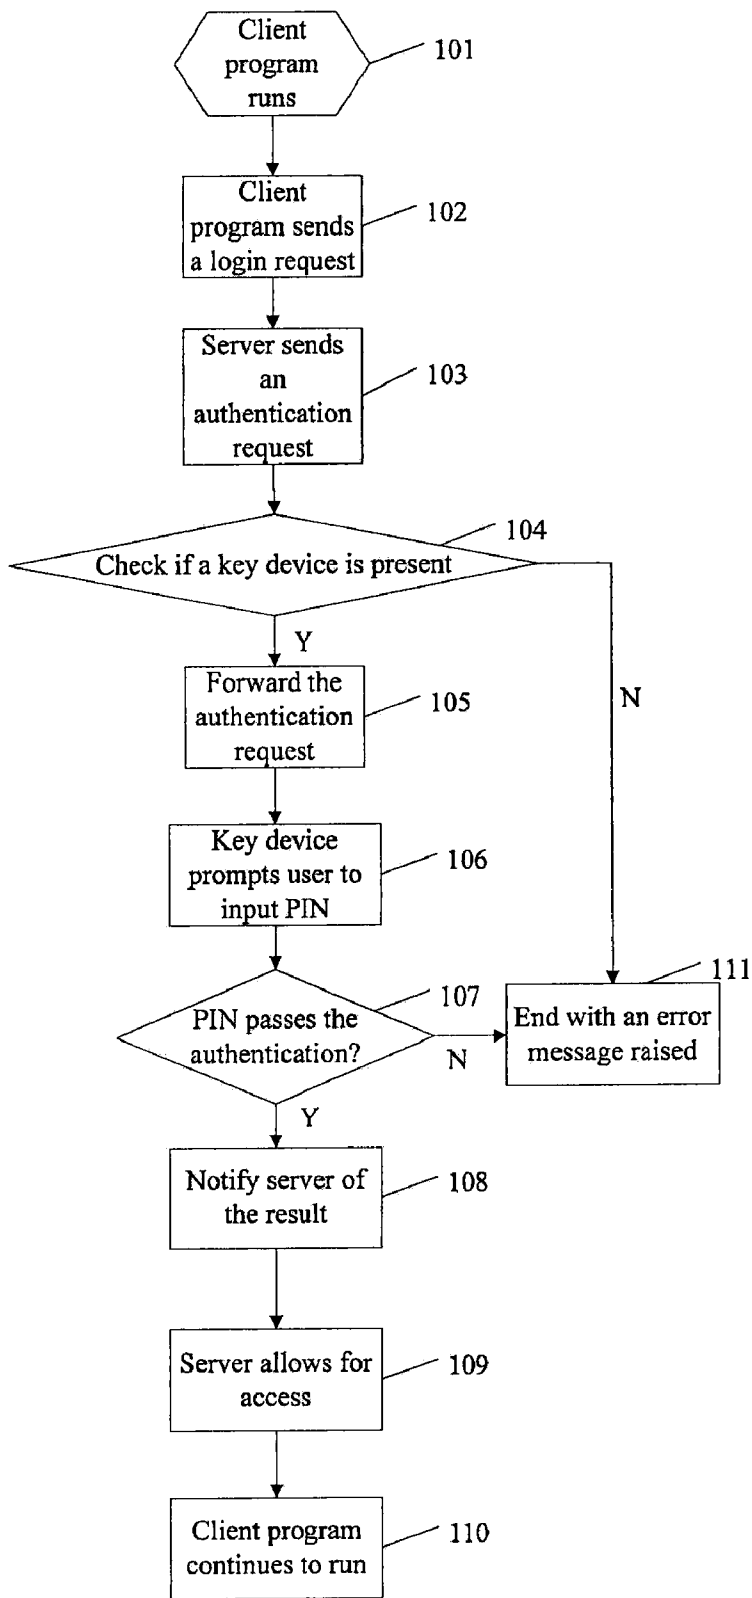 Client
program
runs
101
Client
program sends
a login request
102
Server sends
an
authentication
request
103
Check if a key device is present
104
Y
N
Forward the
authentication
request
105
Key device
prompts user to
input PIN
106
PIN passes the
authentication?
107
N
Y
End with an error
message raised
111
Notify server of
the result
108
Server allows for
access
109
Client program
continues to run
110